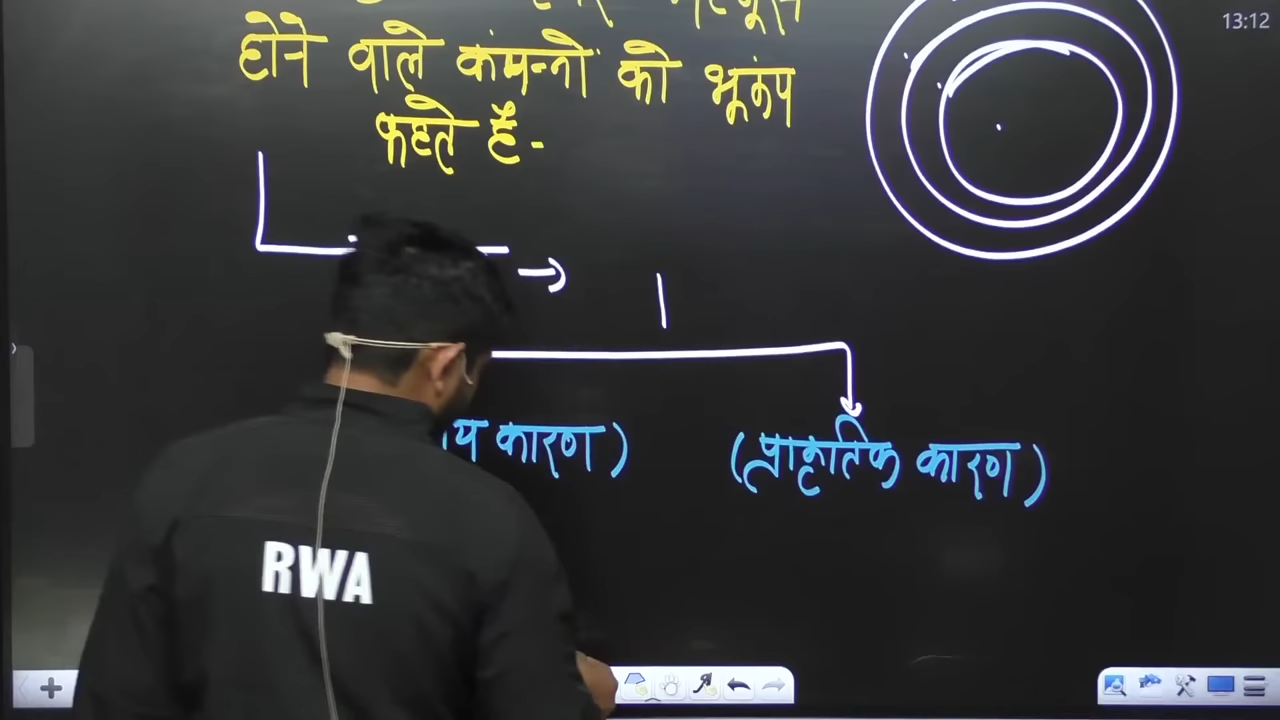 13:12
होने वाले कंपन्नों को भूकंप
कहते हैं-
कारण) (प्राकृतिक कारण)
RWA